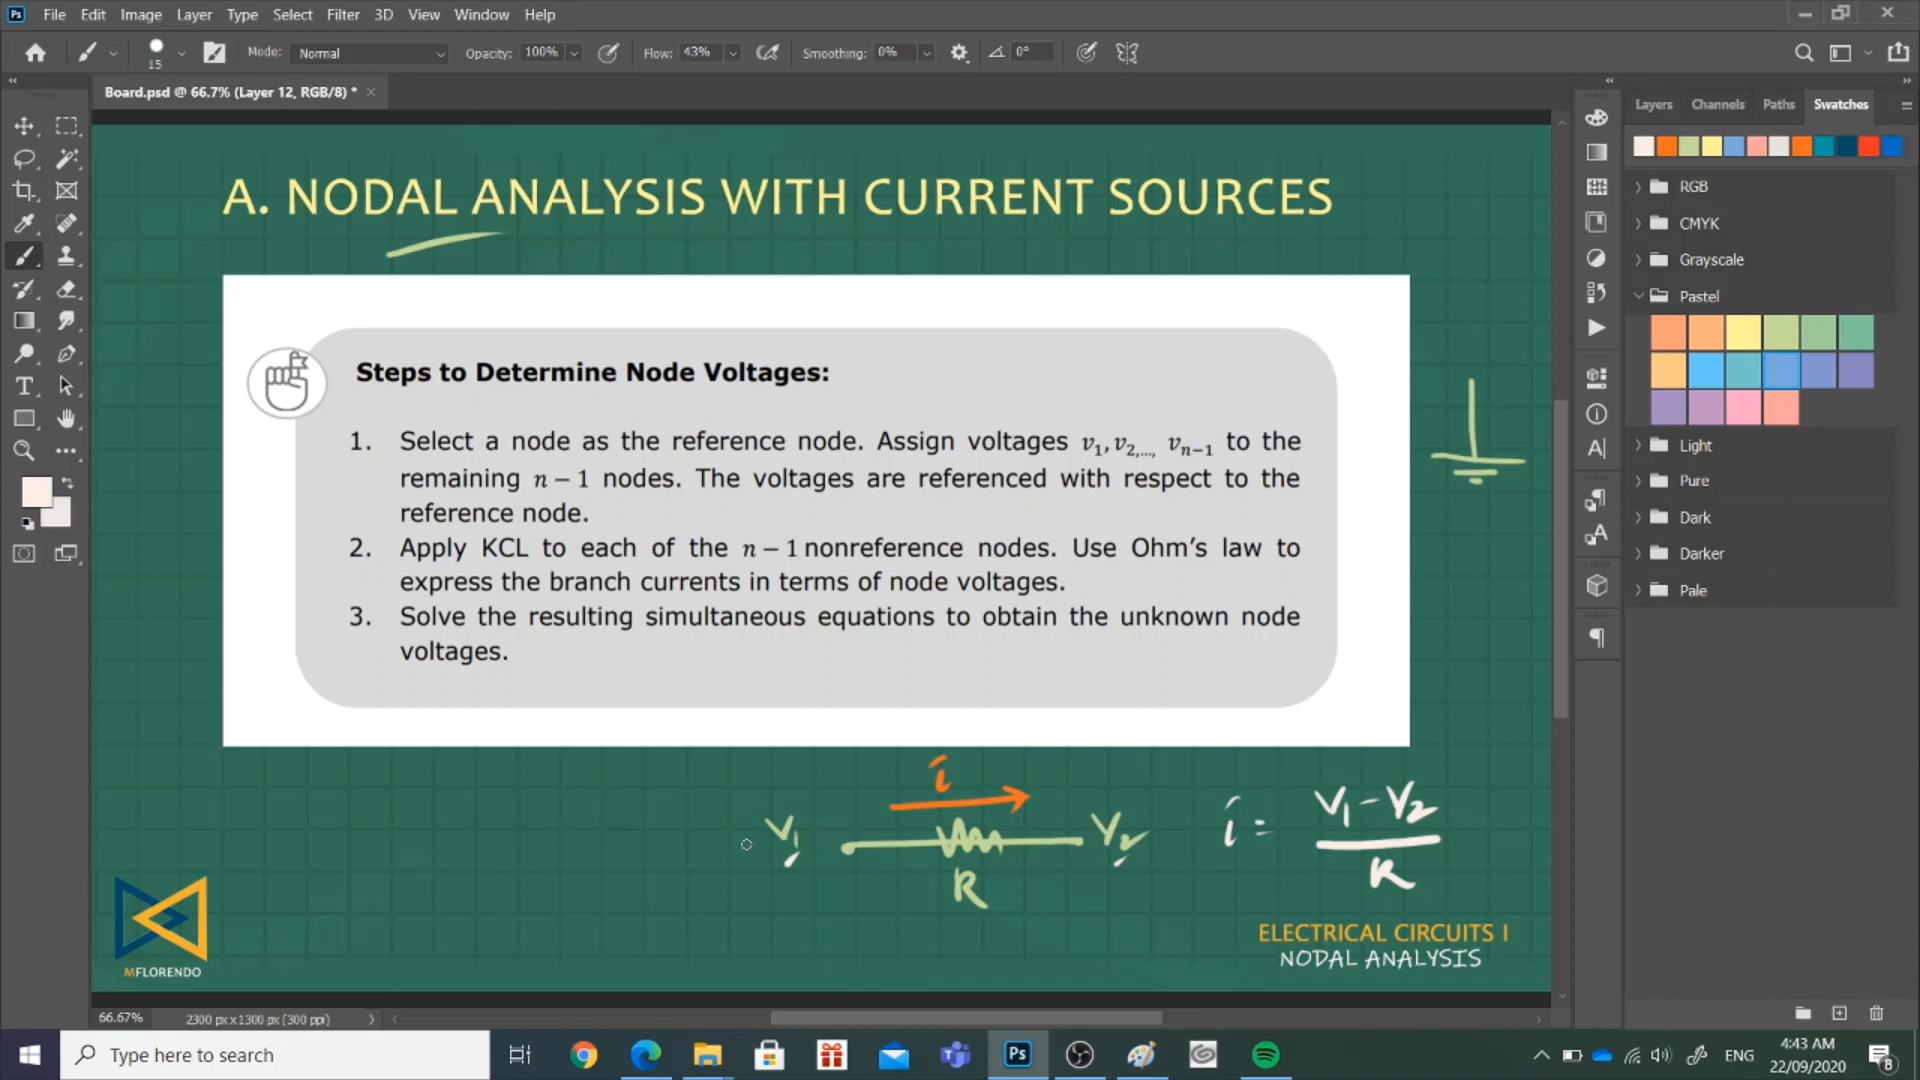 File Edit Image Layer Type Select Filter 3D View Window Help
15 Mode: Normal Opacity: 100% Flow: 43% Smoothing: 0% 0°
Board.psd @ 66.7% (Layer 12, RGB/8) *
Layers Channels Paths Swatches
RGB
CMYK
Grayscale
Pastel
Light
Pure
Dark
Darker
Pale
A. NODAL ANALYSIS WITH CURRENT SOURCES
Steps to Determine Node Voltages:
1. Select a node as the reference node. Assign voltages v₁, v₂,..., vₙ₋₁ to the
remaining n − 1 nodes. The voltages are referenced with respect to the
reference node.
2. Apply KCL to each of the n − 1 nonreference nodes. Use Ohm's law to
express the branch currents in terms of node voltages.
3. Solve the resulting simultaneous equations to obtain the unknown node
voltages.
i
V₁ V₂
R
i = V₁ − V₂
R
MFLORENDO
ELECTRICAL CIRCUITS I
NODAL ANALYSIS
66.67% 2300 px x 1300 px (300 ppi)
Type here to search
ENG
4:43 AM
22/09/2020
8